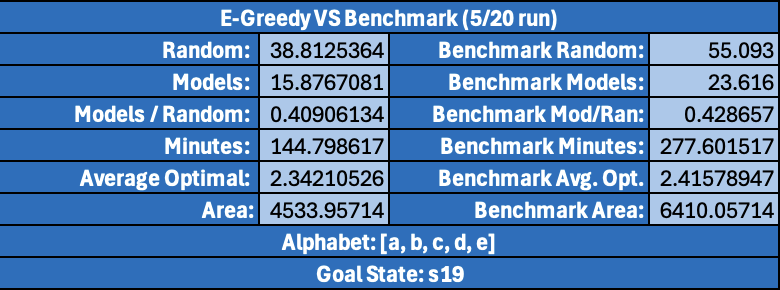 E-Greedy VS Benchmark (5/20 run)
Random: 38.8125364 Benchmark Random: 55.093
Models: 15.8767081 Benchmark Models: 23.616
Models / Random: 0.40906134 Benchmark Mod/Ran: 0.428657
Minutes: 144.798617 Benchmark Minutes: 277.601517
Average Optimal: 2.34210526 Benchmark Avg. Opt. 2.41578947
Area: 4533.95714 Benchmark Area: 6410.05714
Alphabet: [a, b, c, d, e]
Goal State: s19